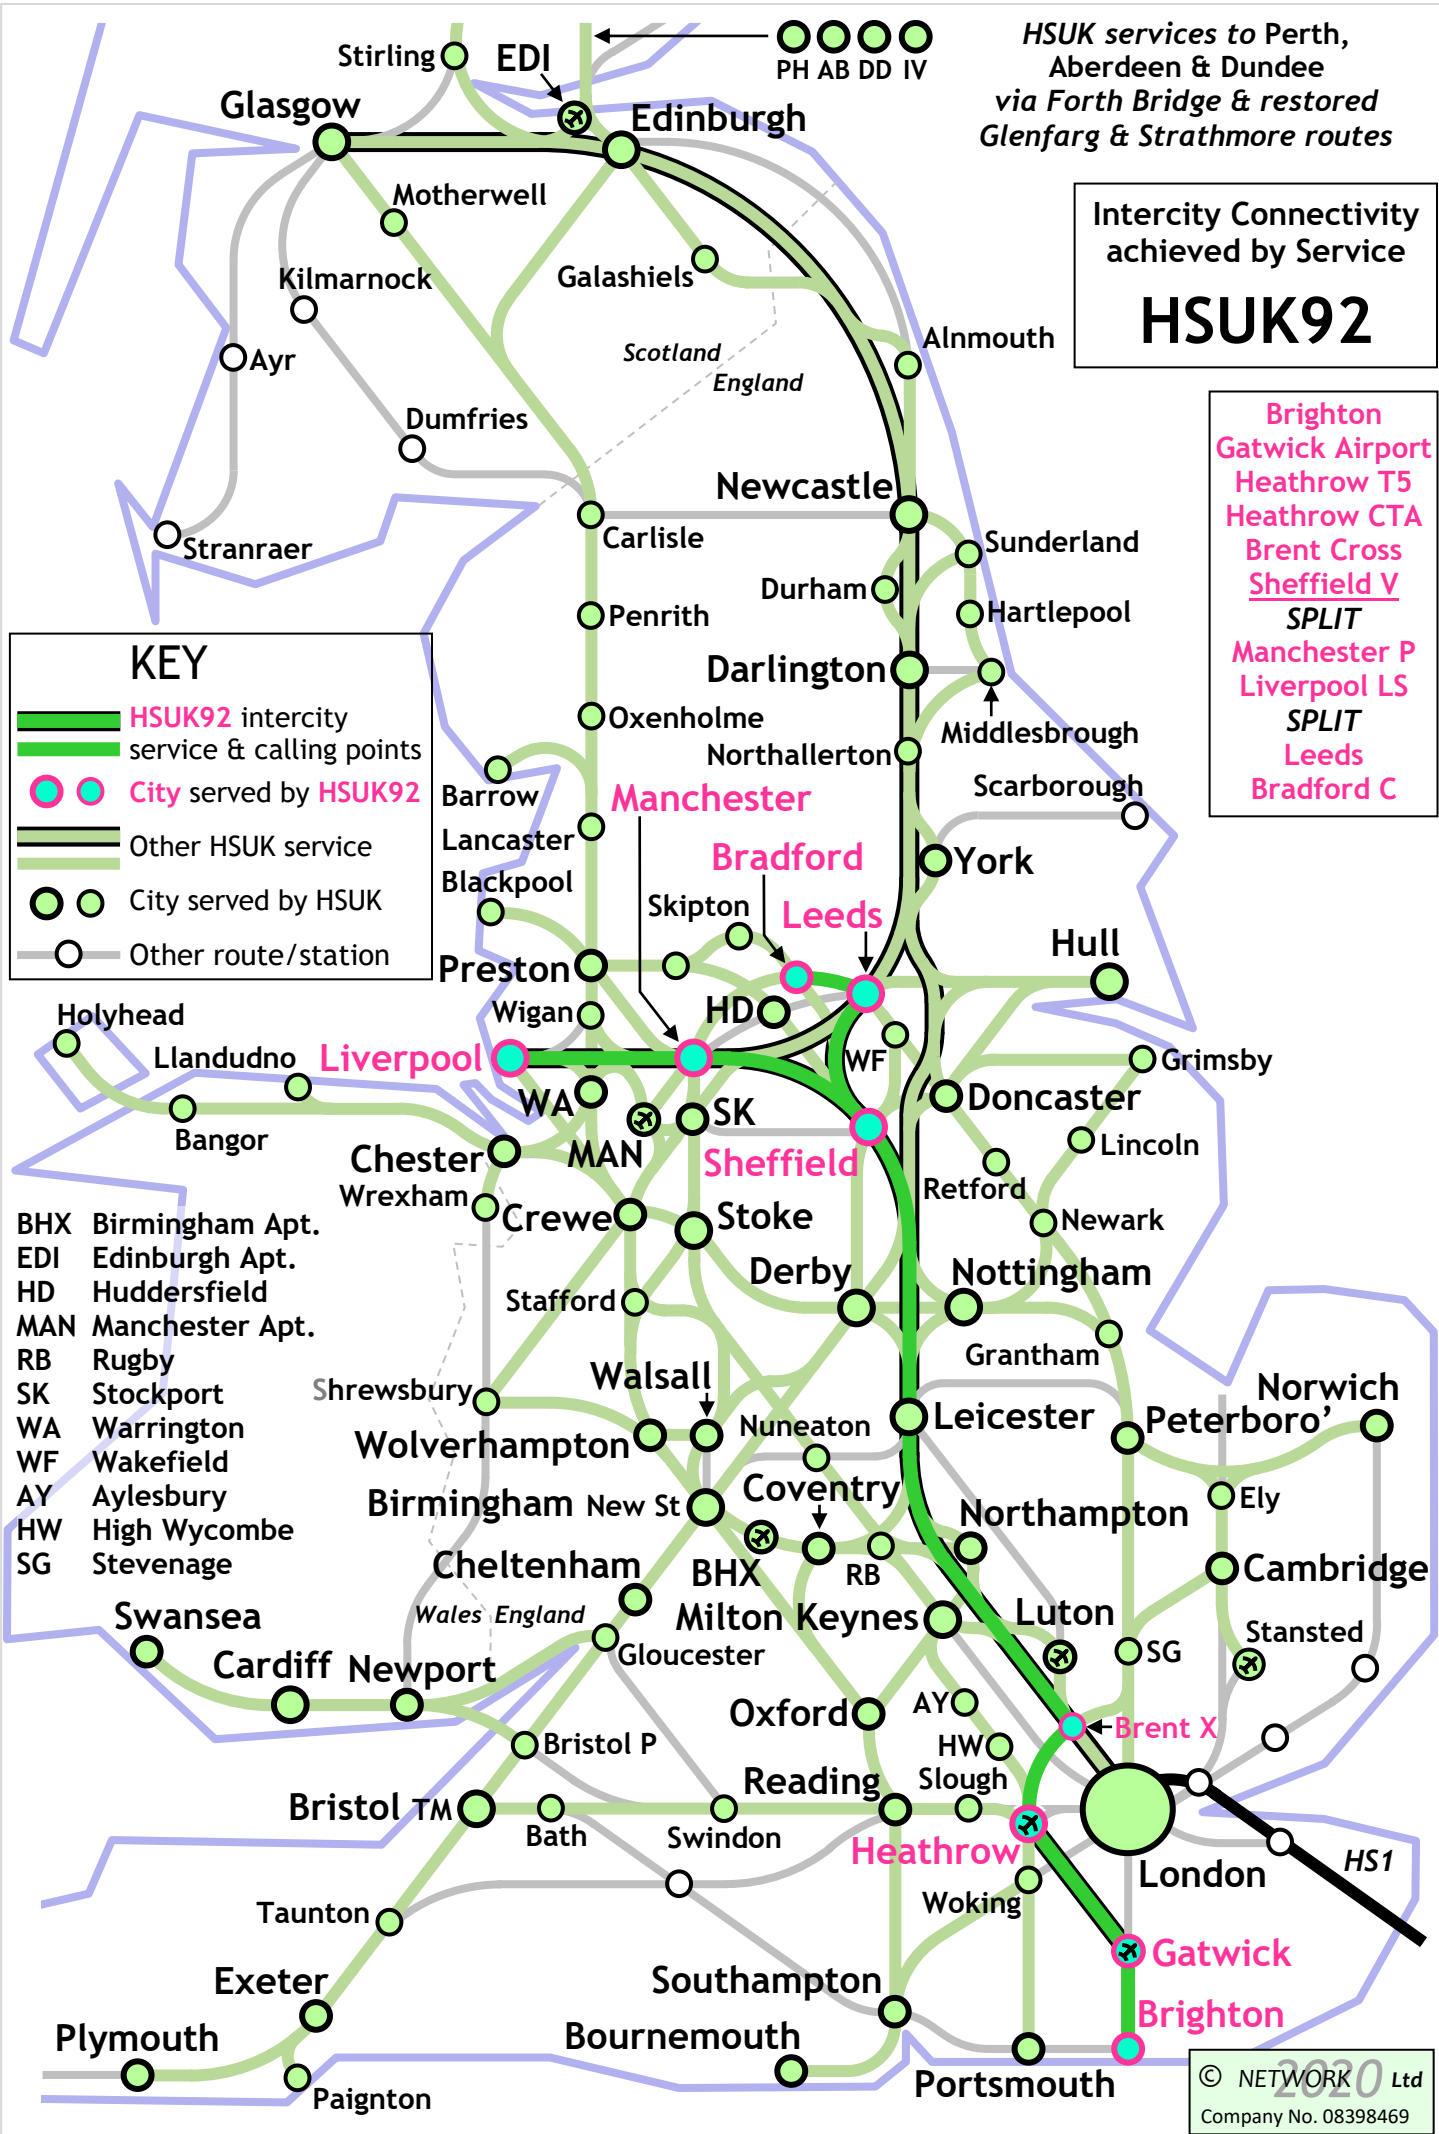 HSUK services to Perth,
Aberdeen & Dundee
via Forth Bridge & restored
Glenfarg & Strathmore routes
PH AB DD IV
Stirling
EDI
Glasgow
Edinburgh
Intercity Connectivity
achieved by Service
HSUK92
Motherwell
Galashiels
Kilmarnock
Alnmouth
Ayr
Scotland
England
Dumfries
Brighton
Gatwick Airport
Heathrow T5
Heathrow CTA
Brent Cross
Sheffield V
SPLIT
Manchester P
Liverpool LS
SPLIT
Leeds
Bradford C
Newcastle
Carlisle
Stranraer
Sunderland
Durham
Penrith
Hartlepool
Darlington
Oxenholme
Middlesbrough
Northallerton
KEY
HSUK92 intercity
service & calling points
City served by HSUK92
Other HSUK service
City served by HSUK
Other route/station
Barrow
Manchester
Scarborough
Lancaster
Bradford
York
Blackpool
Skipton
Leeds
Hull
Preston
Wigan
HD
Holyhead
Llandudno
Liverpool
WF
Grimsby
WA
SK
Doncaster
Bangor
MAN
Chester
Sheffield
Lincoln
Wrexham
Retford
Crewe
Stoke
Newark
BHX Birmingham Apt.
EDI Edinburgh Apt.
HD Huddersfield
MAN Manchester Apt.
RB Rugby
SK Stockport
WA Warrington
WF Wakefield
AY Aylesbury
HW High Wycombe
SG Stevenage
Derby
Nottingham
Stafford
Grantham
Walsall
Shrewsbury
Norwich
Nuneaton
Leicester
Peterboro’
Wolverhampton
Coventry
Birmingham New St
Northampton
Ely
Cheltenham
BHX
RB
Cambridge
Swansea
Wales England
Milton Keynes
Luton
Stansted
Gloucester
SG
Cardiff
Newport
Oxford
AY
Brent X
Bristol P
HW
Reading
Slough
Bristol TM
Bath
Swindon
Heathrow
London
HS1
Woking
Taunton
Gatwick
Exeter
Southampton
Brighton
Plymouth
Bournemouth
Portsmouth
Paignton
© NETWORK 2020 Ltd
Company No. 08398469